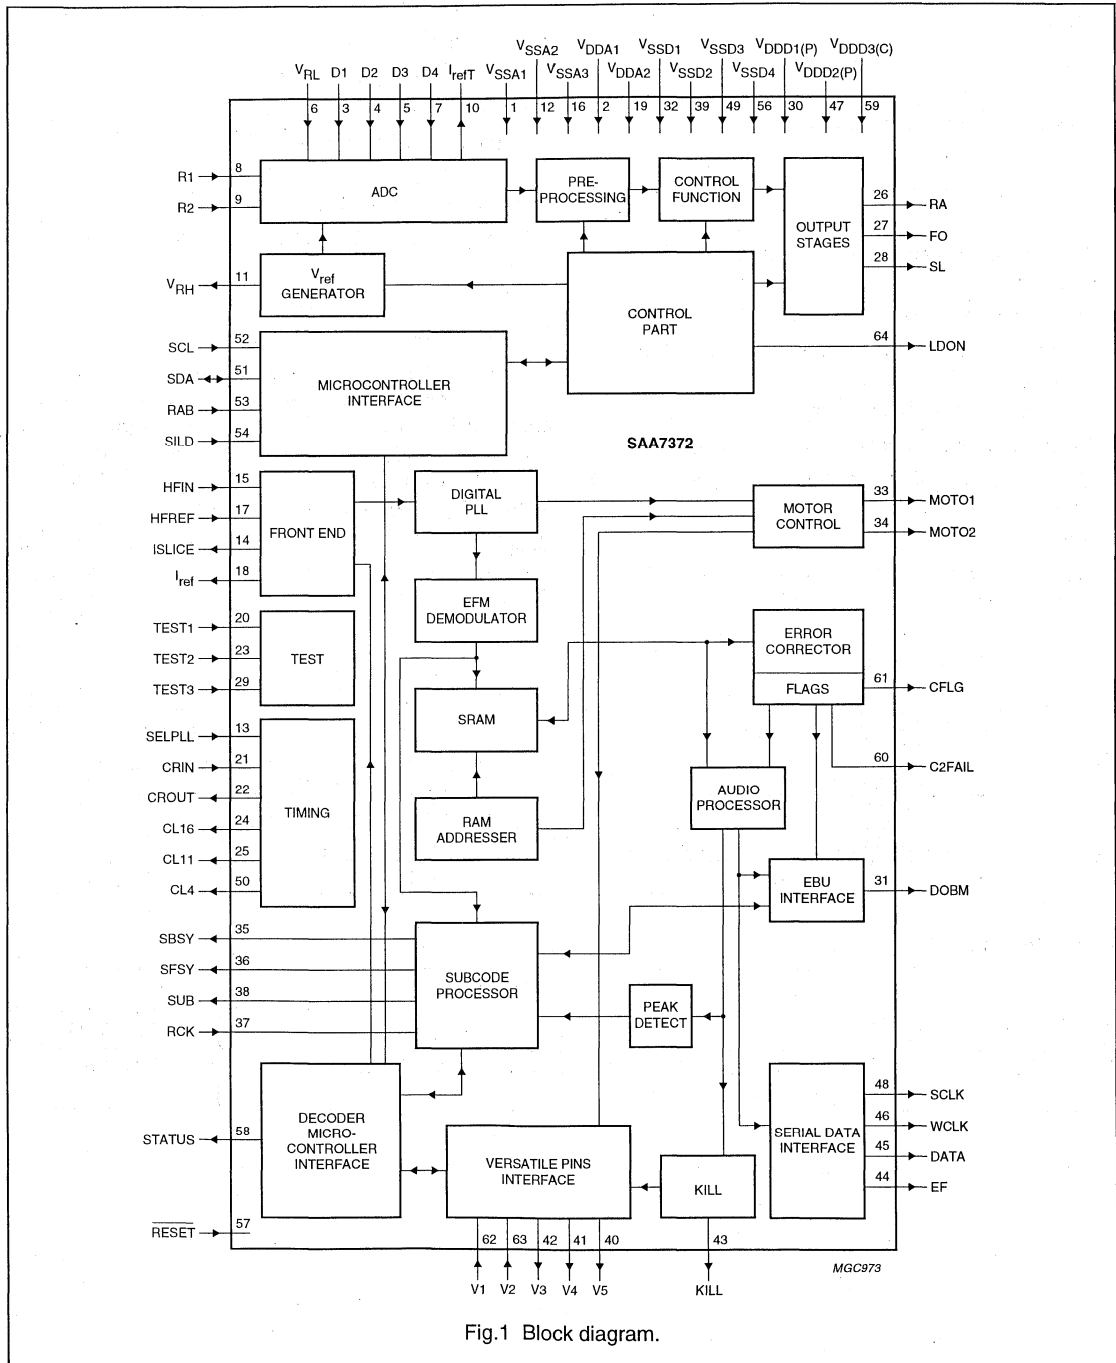 VSSA2 VDDA1 VSSD1 VSSD3 VDDD1(P) VDDD3(C)
VRL D1 D2 D3 D4 IrefT VSSA1 VSSA3 VDDA2 VSSD2 VSSD4 VDDD2(P)
6 3 4 5 7 10 1 12 16 2 19 32 39 49 56 30 47 59
R1 8
R2 9
ADC
PRE-
PROCESSING
CONTROL
FUNCTION
OUTPUT
STAGES
26 RA
27 FO
28 SL
VRH 11
Vref
GENERATOR
CONTROL
PART
64 LDON
SCL 52
SDA 51
RAB 53
SILD 54
MICROCONTROLLER
INTERFACE
SAA7372
HFIN 15
HFREF 17
ISLICE 14
Iref 18
FRONT END
DIGITAL
PLL
MOTOR
CONTROL
33 MOTO1
34 MOTO2
EFM
DEMODULATOR
TEST1 20
TEST2 23
TEST3 29
TEST
ERROR
CORRECTOR
FLAGS
61 CFLG
60 C2FAIL
SRAM
SELPLL 13
CRIN 21
CROUT 22
CL16 24
CL11 25
CL4 50
TIMING
RAM
ADDRESSER
AUDIO
PROCESSOR
EBU
INTERFACE
31 DOBM
SBSY 35
SFSY 36
SUB 38
RCK 37
SUBCODE
PROCESSOR
PEAK
DETECT
STATUS 58
DECODER
MICRO-
CONTROLLER
INTERFACE
VERSATILE PINS
INTERFACE
KILL
SERIAL DATA
INTERFACE
48 SCLK
46 WCLK
45 DATA
44 EF
RESET 57
62 63 42 41 40 43
V1 V2 V3 V4 V5 KILL
MGC973
Fig.1 Block diagram.